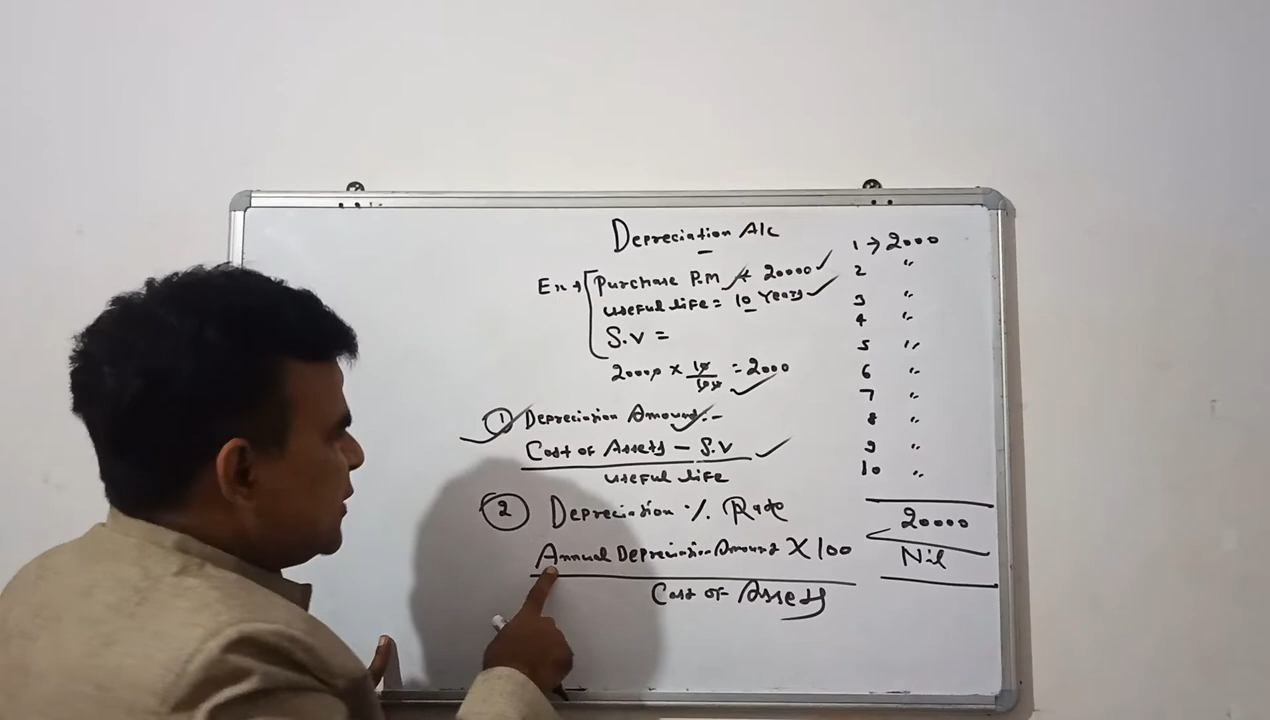 Depreciation A/c
Ex → Purchase P.M 20000
useful life = 10 Years
S.V =
20000 × 10/100 = 2000
① Depreciation Amount:-
Cost of Assets - S.V
useful life
② Depreciation % Rate
Annual Depreciation Amount X 100
Cost of Assets
1 → 2000
2 "
3 "
4 "
5 "
6 "
7 "
8 "
9 "
10 "
20000
Nil